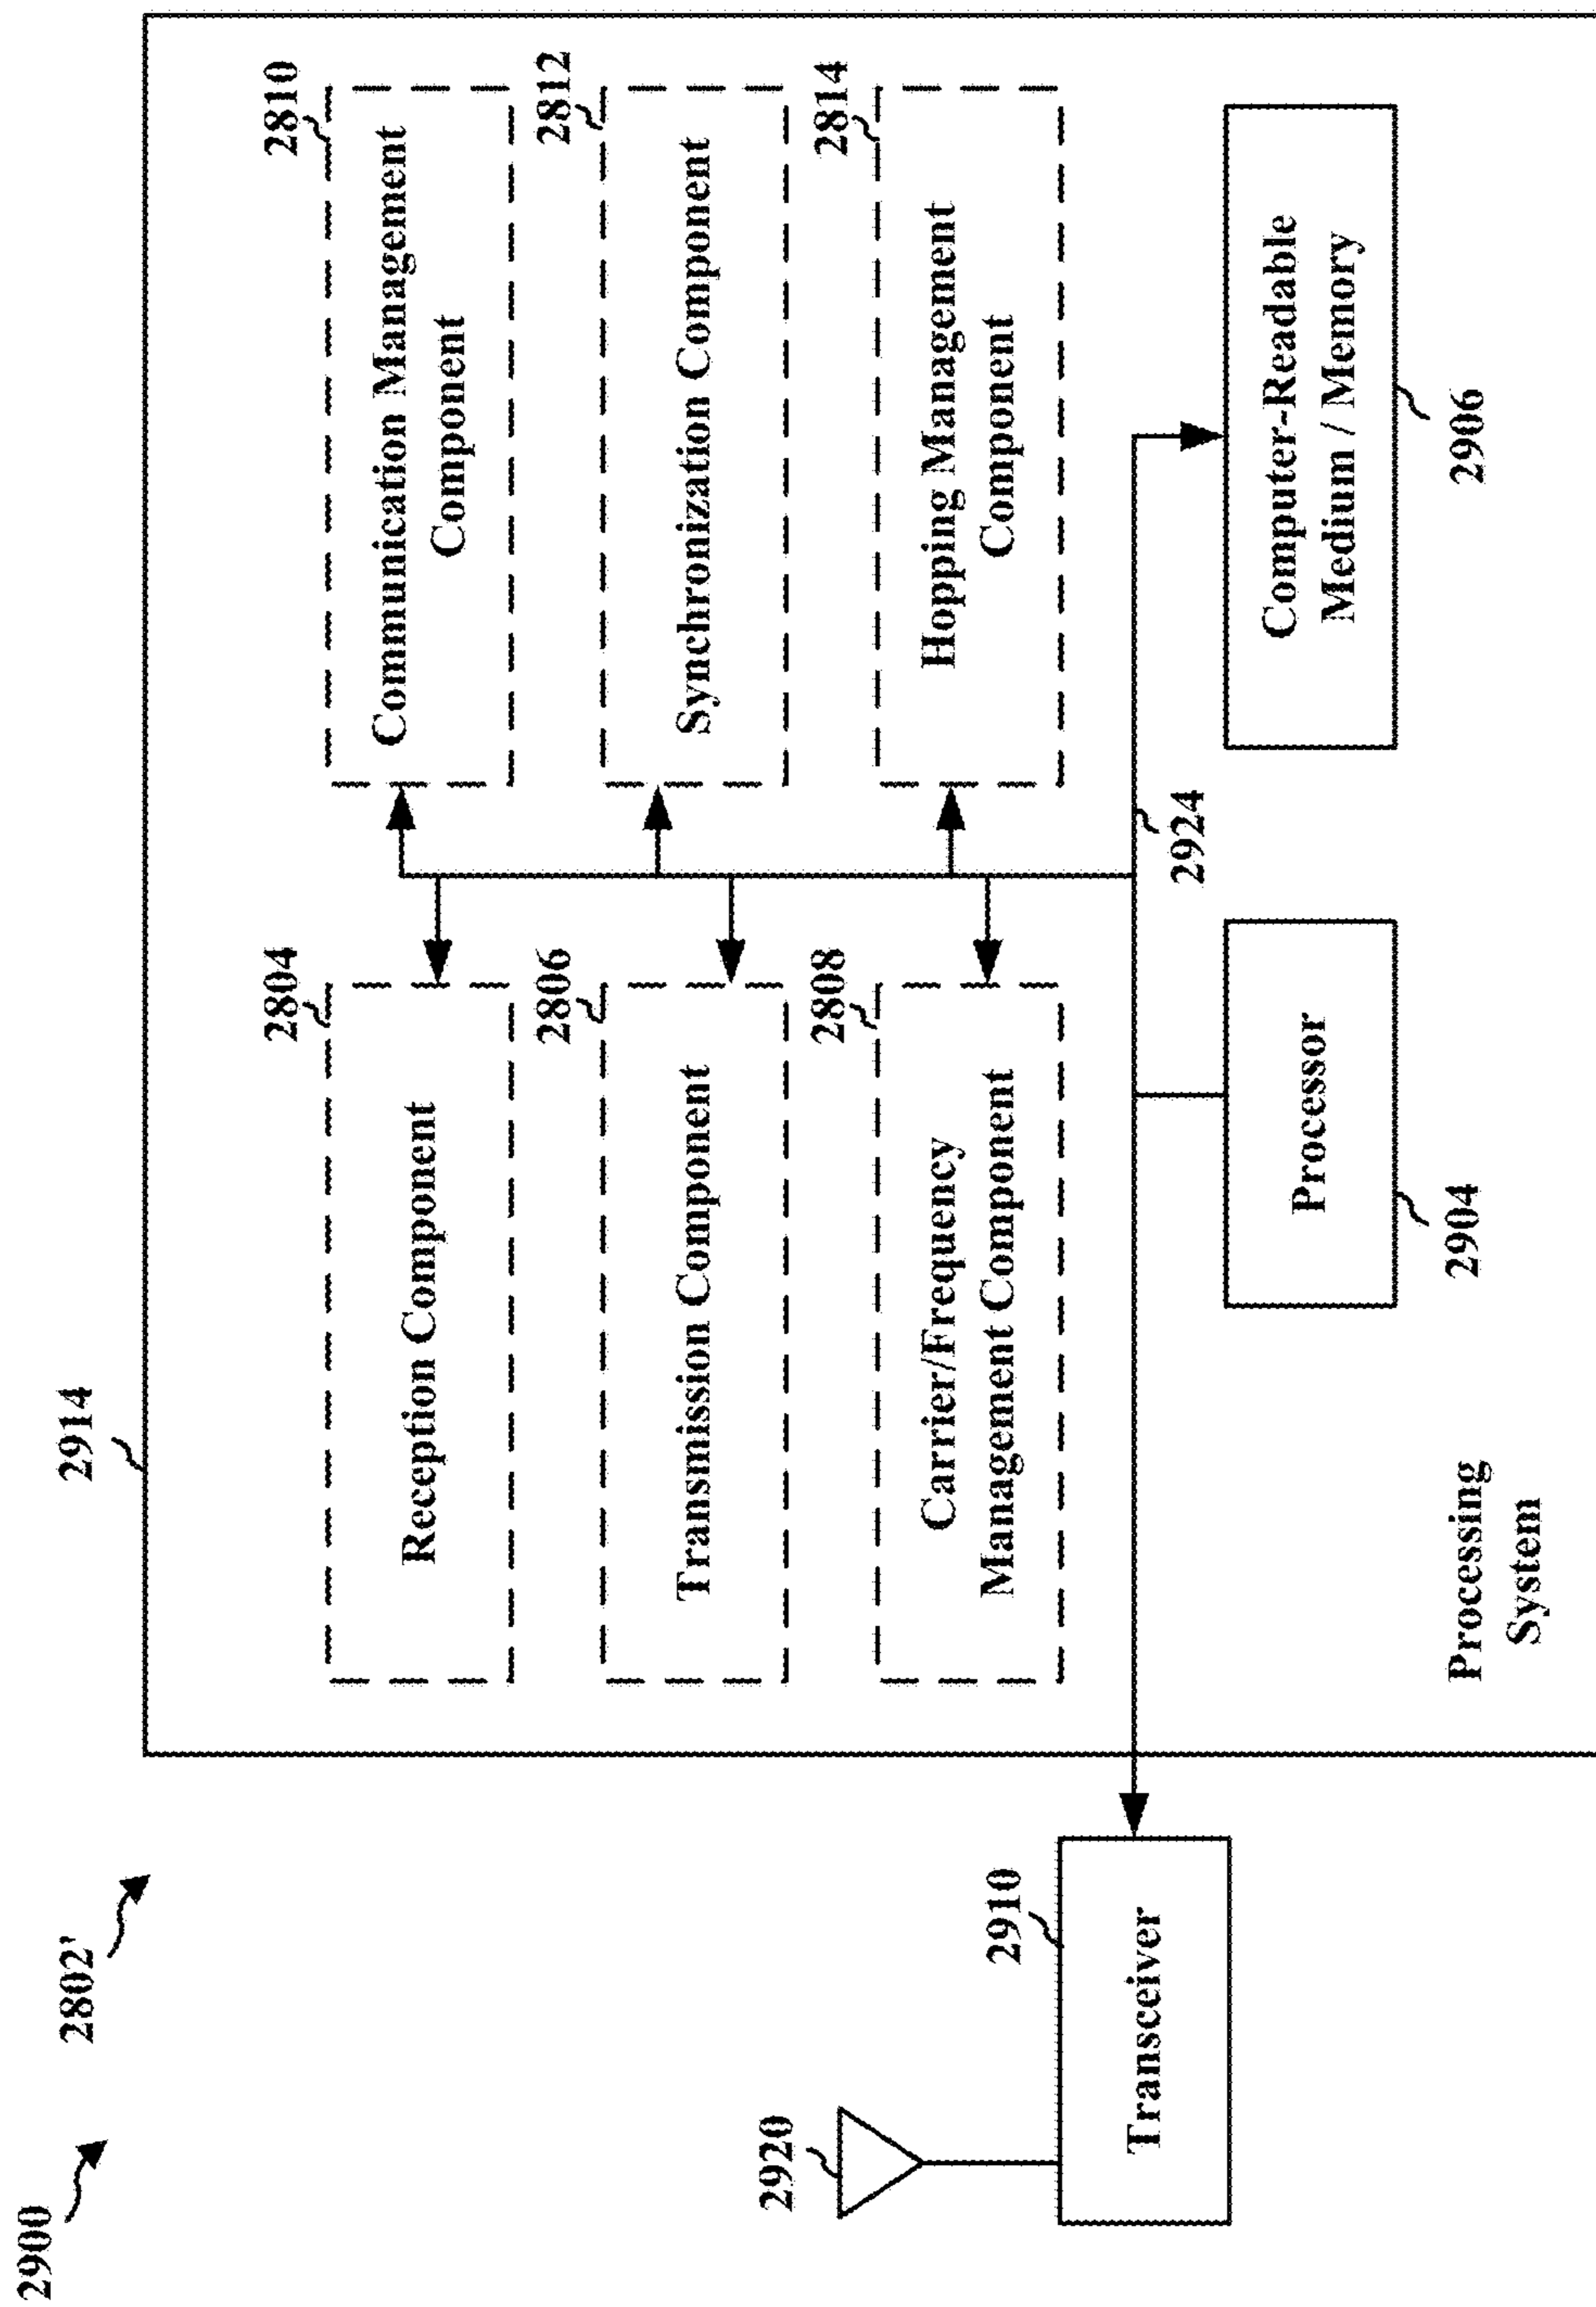 2900
2802'
2914
2804
Reception Component
2810
Communication Management
Component
2806
Transmission Component
2812
Synchronization Component
2808
Carrier/Frequency
Management Component
2814
Hopping Management
Component
2920
2910
Transceiver
2924
Processor
2904
Computer-Readable
Medium / Memory
2906
Processing
System